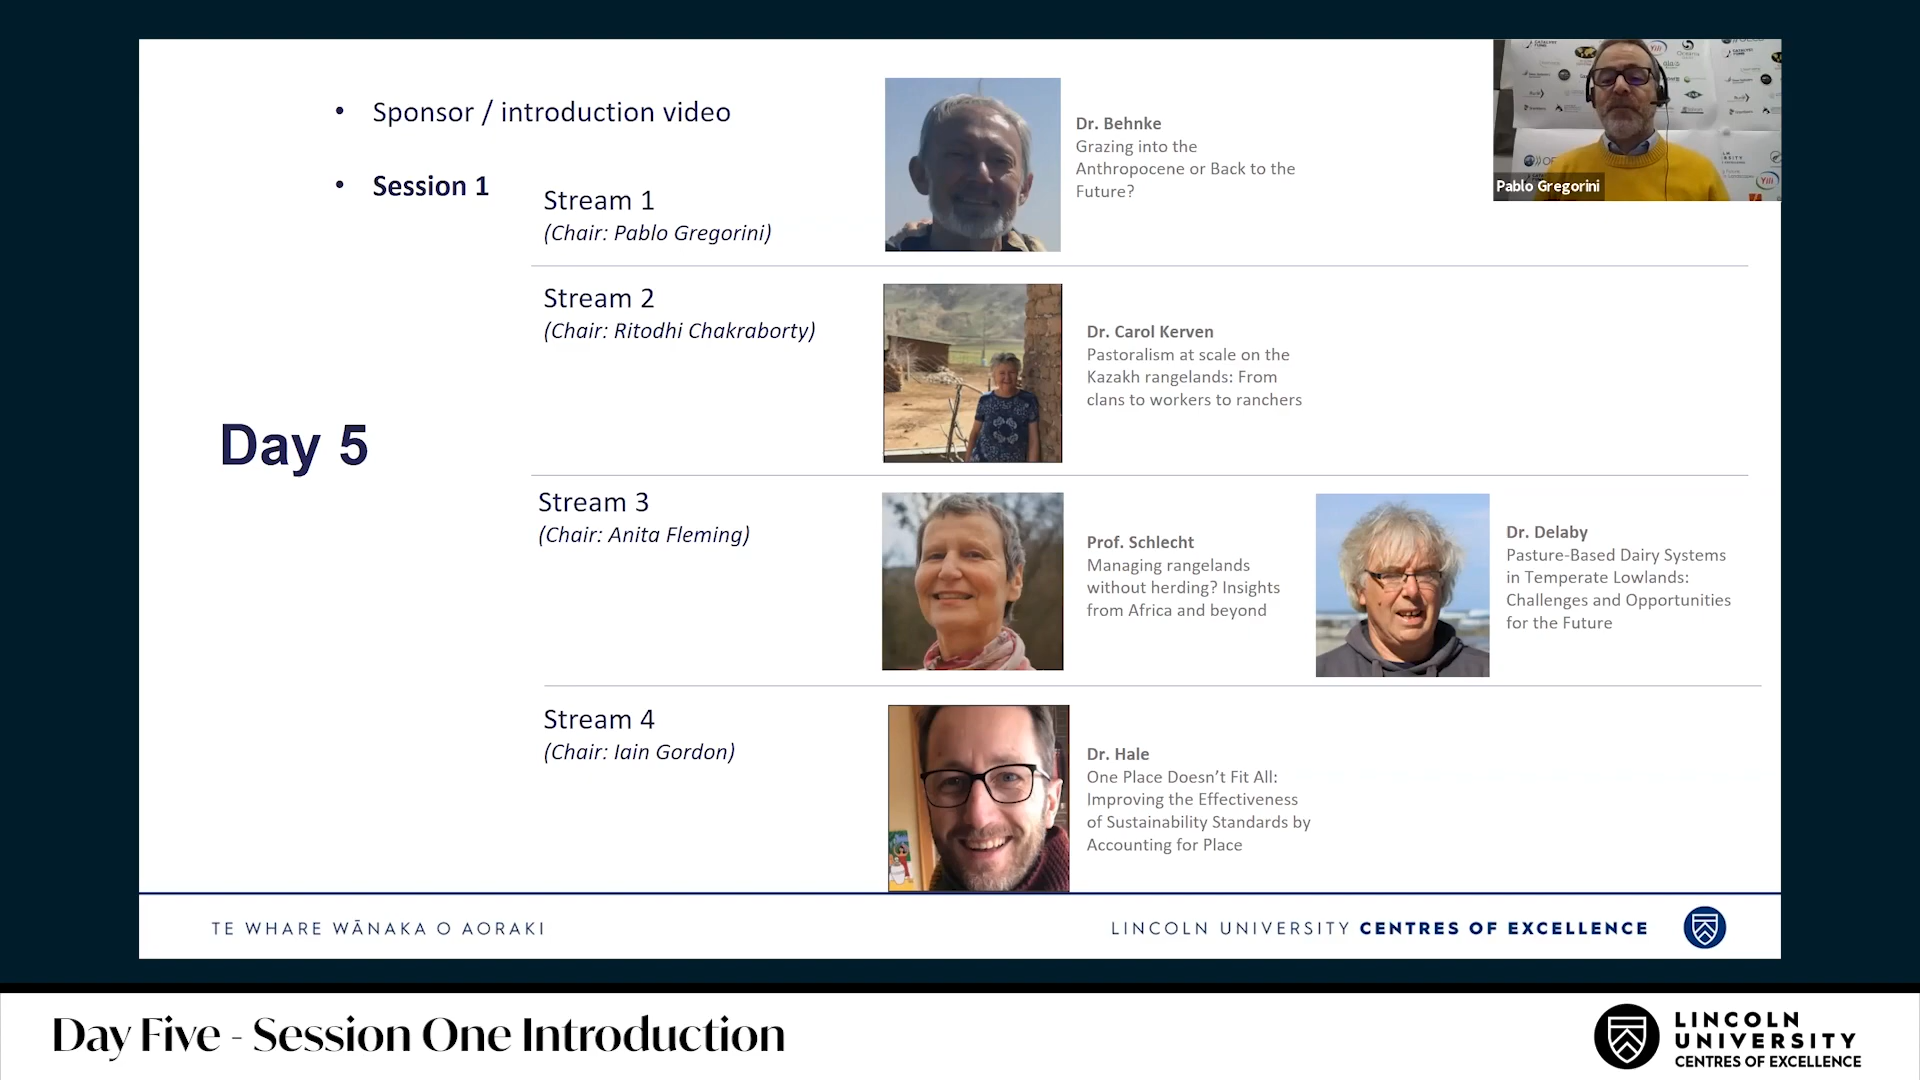 • Sponsor / introduction video
• Session 1
Stream 1
(Chair: Pablo Gregorini)
Dr. Behnke
Grazing into the
Anthropocene or Back to the
Future?
Pablo Gregorini
Stream 2
(Chair: Ritodhi Chakraborty)
Dr. Carol Kerven
Pastoralism at scale on the
Kazakh rangelands: From
clans to workers to ranchers
Day 5
Stream 3
(Chair: Anita Fleming)
Prof. Schlecht
Managing rangelands
without herding? Insights
from Africa and beyond
Dr. Delaby
Pasture-Based Dairy Systems
in Temperate Lowlands:
Challenges and Opportunities
for the Future
Stream 4
(Chair: Iain Gordon)
Dr. Hale
One Place Doesn’t Fit All:
Improving the Effectiveness
of Sustainability Standards by
Accounting for Place
TE WHARE WĀNAKA O AORAKI
LINCOLN UNIVERSITY CENTRES OF EXCELLENCE
Day Five - Session One Introduction
LINCOLN
UNIVERSITY
CENTRES OF EXCELLENCE